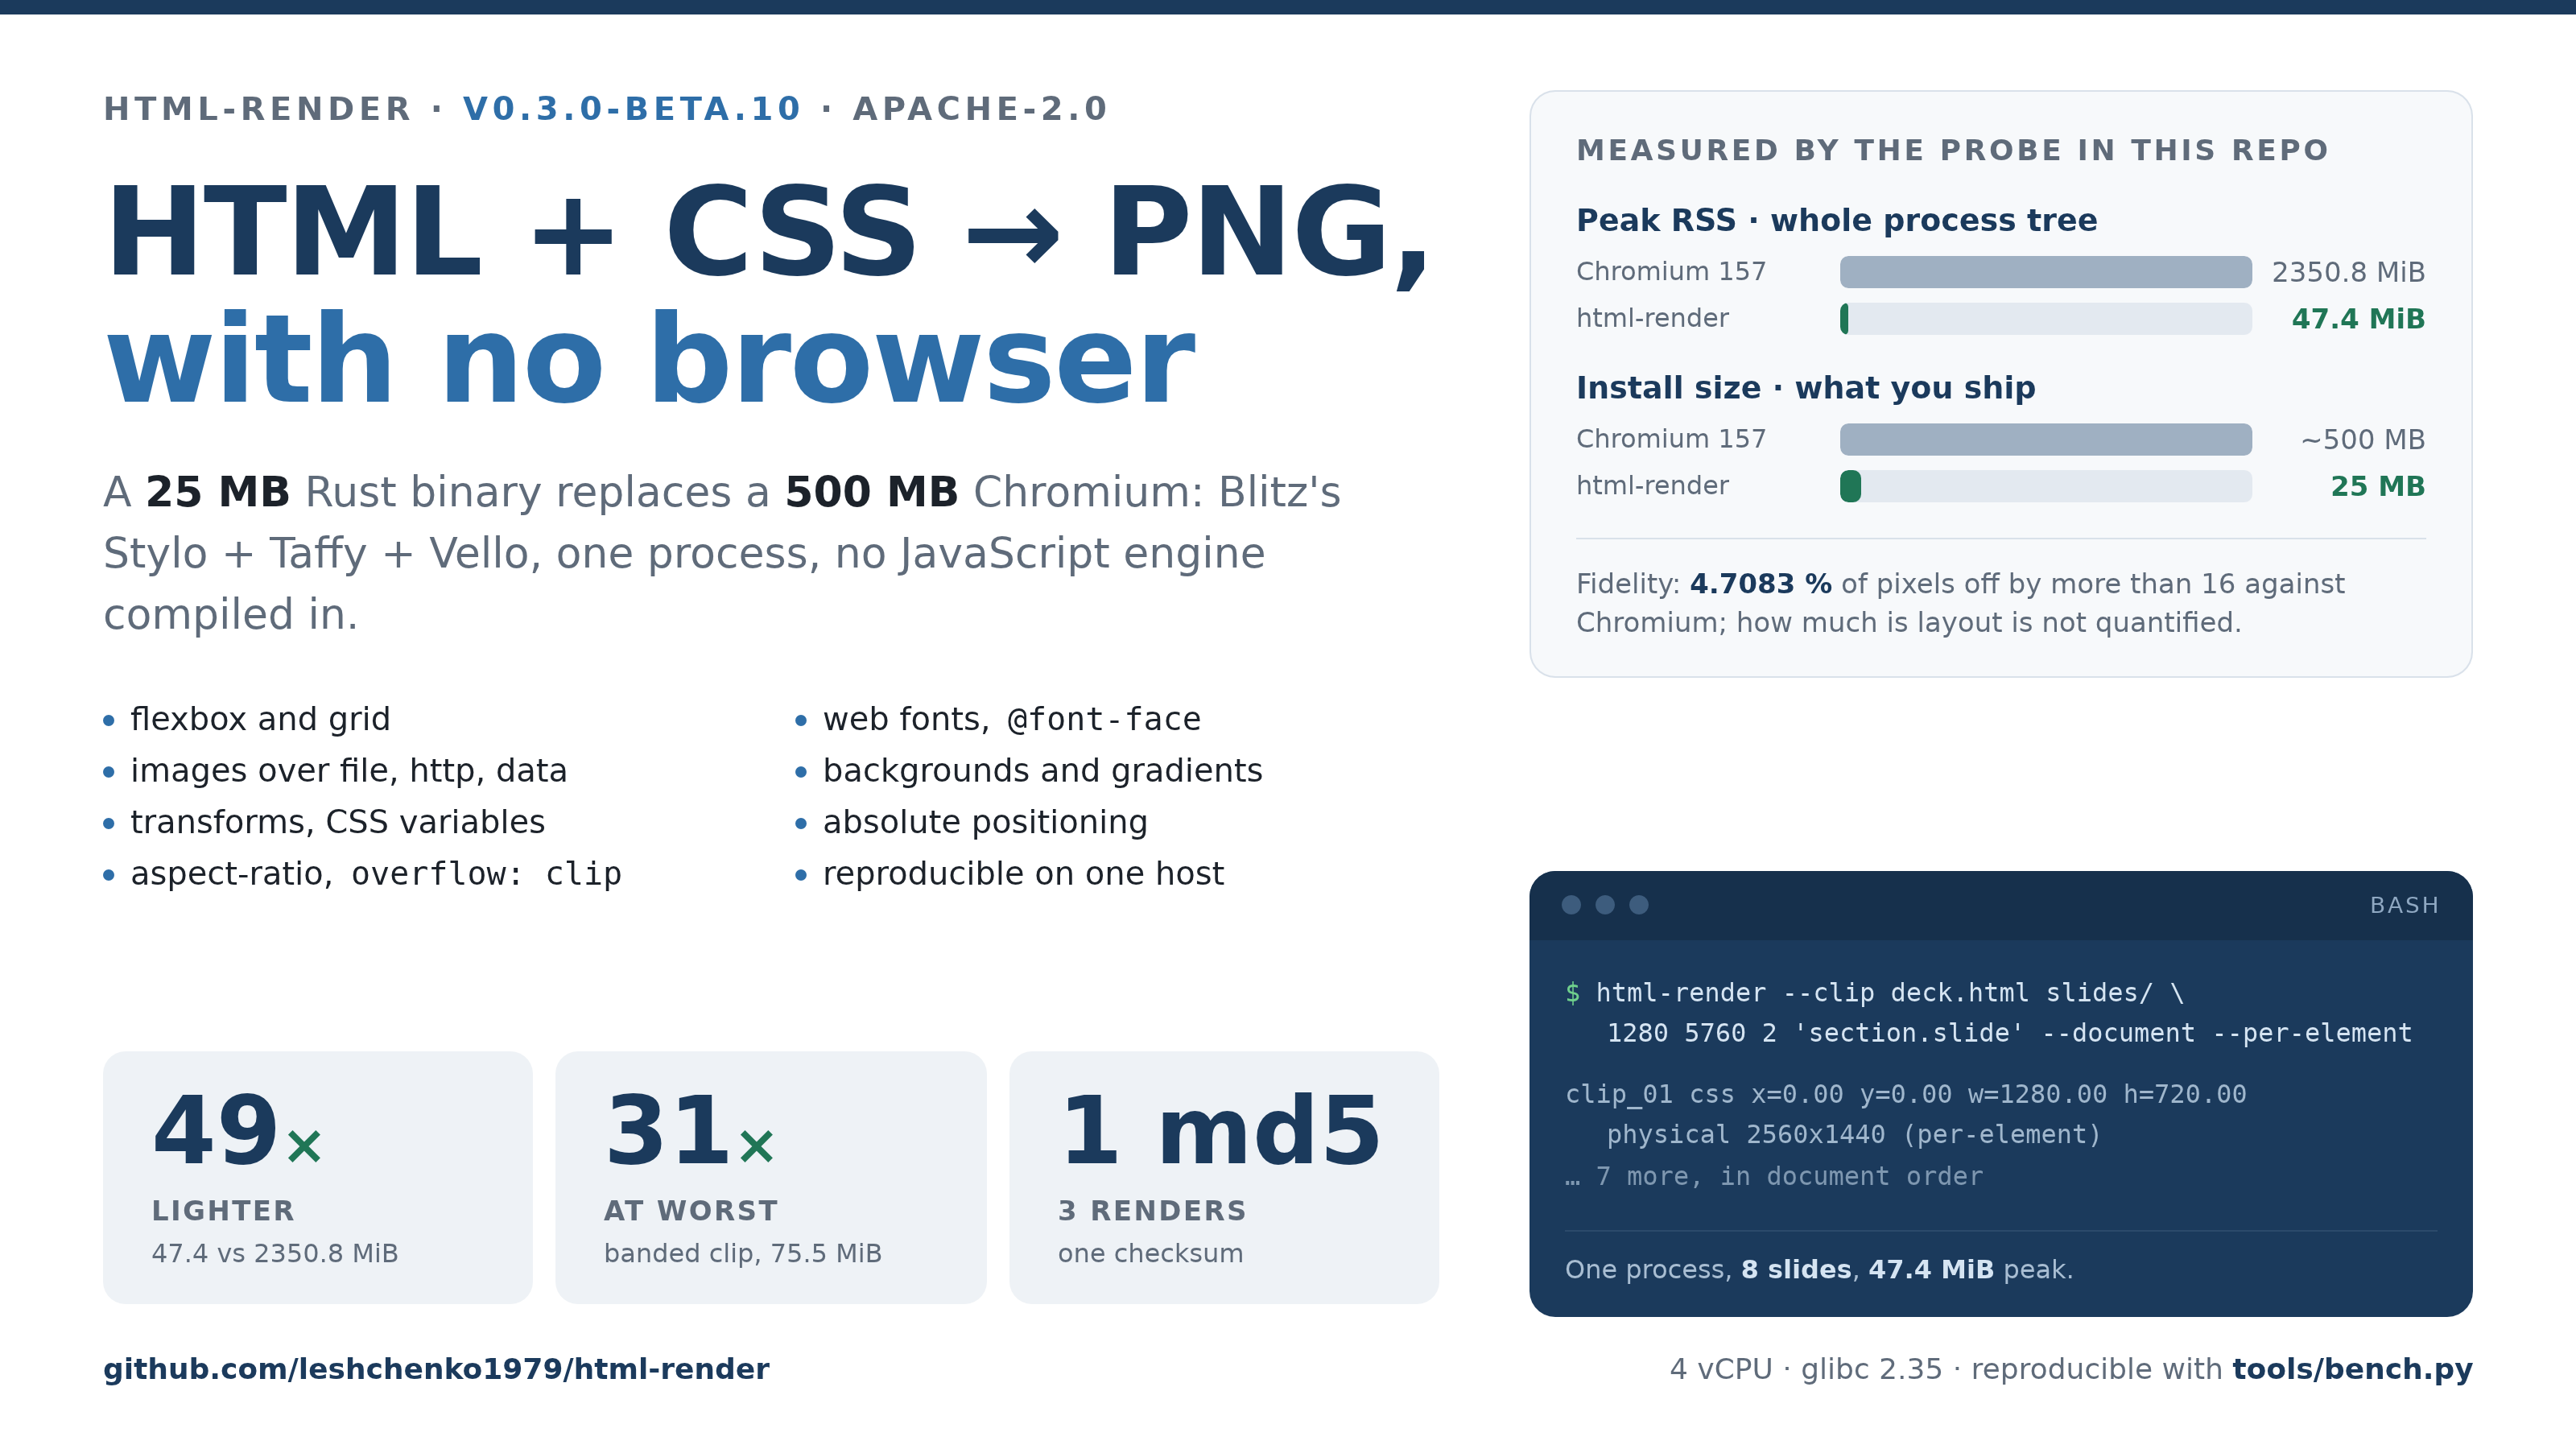 HTML-RENDER · V0.3.0-BETA.10 · APACHE-2.0
HTML + CSS → PNG,
with no browser
A 25 MB Rust binary replaces a 500 MB Chromium: Blitz's
Stylo + Taffy + Vello, one process, no JavaScript engine
compiled in.
• flexbox and grid
• images over file, http, data
• transforms, CSS variables
• aspect-ratio, overflow: clip
• web fonts, @font-face
• backgrounds and gradients
• absolute positioning
• reproducible on one host
49×
LIGHTER
47.4 vs 2350.8 MiB
31×
AT WORST
banded clip, 75.5 MiB
1 md5
3 RENDERS
one checksum
MEASURED BY THE PROBE IN THIS REPO
Peak RSS · whole process tree
Chromium 157 2350.8 MiB
html-render 47.4 MiB
Install size · what you ship
Chromium 157 ~500 MB
html-render 25 MB
Fidelity: 4.7083 % of pixels off by more than 16 against
Chromium; how much is layout is not quantified.
BASH
$ html-render --clip deck.html slides/ \
1280 5760 2 'section.slide' --document --per-element
clip_01 css x=0.00 y=0.00 w=1280.00 h=720.00
physical 2560x1440 (per-element)
… 7 more, in document order
One process, 8 slides, 47.4 MiB peak.
github.com/leshchenko1979/html-render
4 vCPU · glibc 2.35 · reproducible with tools/bench.py